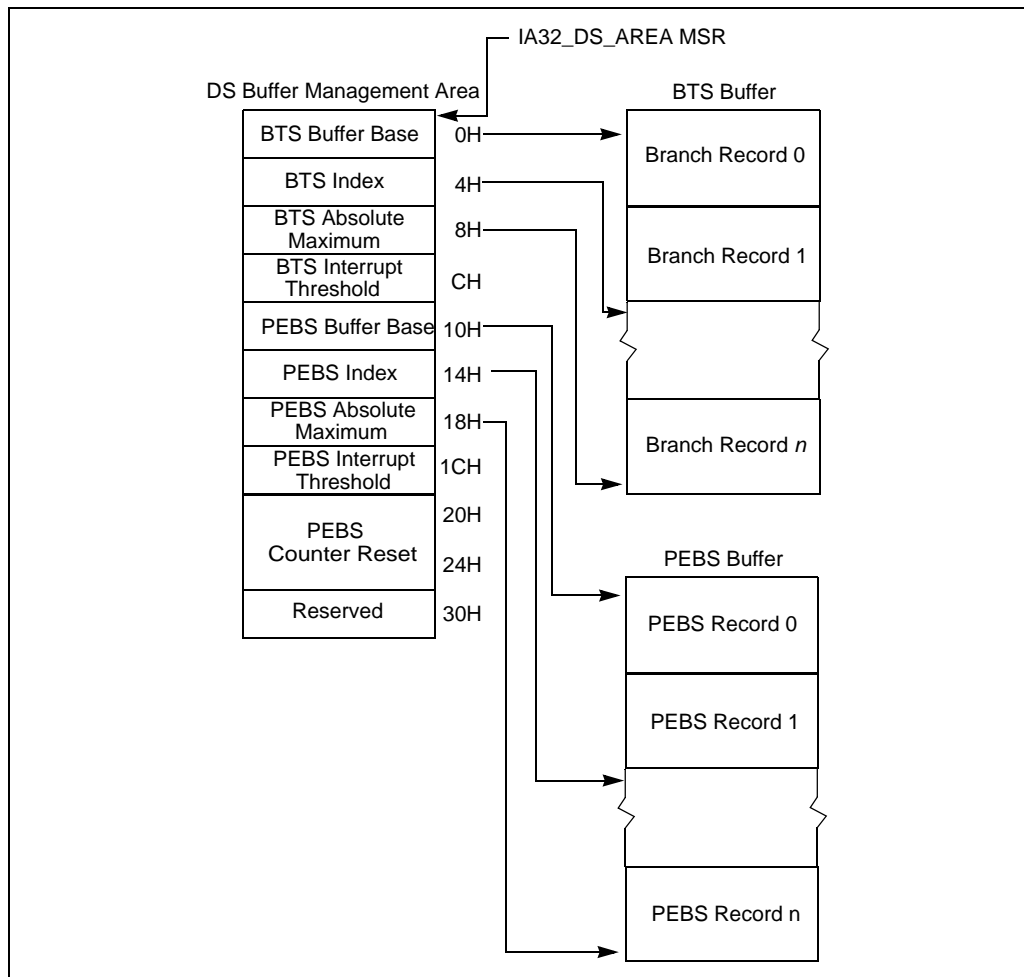 IA32_DS_AREA MSR
DS Buffer Management Area
BTS Buffer Base 0H
BTS Index 4H
BTS Absolute
Maximum 8H
BTS Interrupt
Threshold CH
PEBS Buffer Base 10H
PEBS Index 14H
PEBS Absolute
Maximum 18H
PEBS Interrupt
Threshold 1CH
20H
PEBS
Counter Reset
24H
Reserved 30H
BTS Buffer
Branch Record 0
Branch Record 1
Branch Record n
PEBS Buffer
PEBS Record 0
PEBS Record 1
PEBS Record n